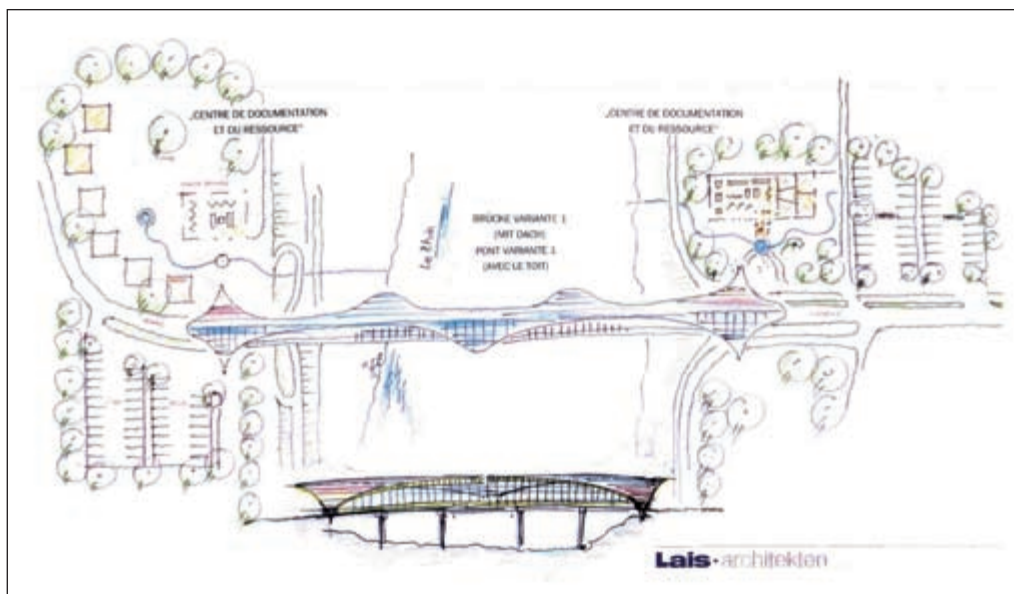 „CENTRE DE DOCUMENTATION
ET DU RESSOURCE"
„CENTRE DE DOCUMENTATION
ET DU RESSOURCE"
BRÜCKE VARIANTE 1
(MIT DACH)
PONT VARIANTE 1
(AVEC LE TOIT)
Le Rhin
Lais+architekten